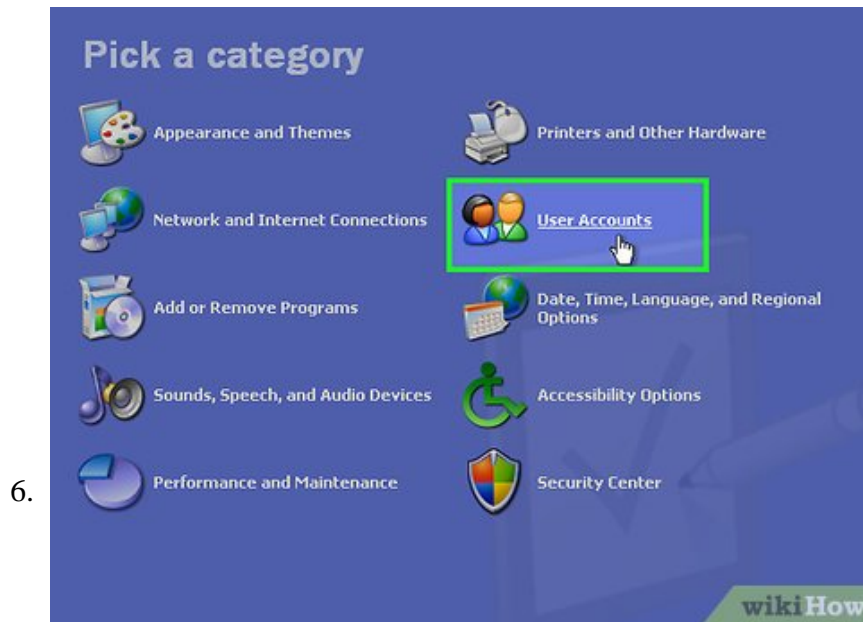 Pick a category
Appearance and Themes
Printers and Other Hardware
Network and Internet Connections
User Accounts
Add or Remove Programs
Date, Time, Language, and Regional
Options
Sounds, Speech, and Audio Devices
Accessibility Options
6.
Performance and Maintenance
Security Center
wikiHow